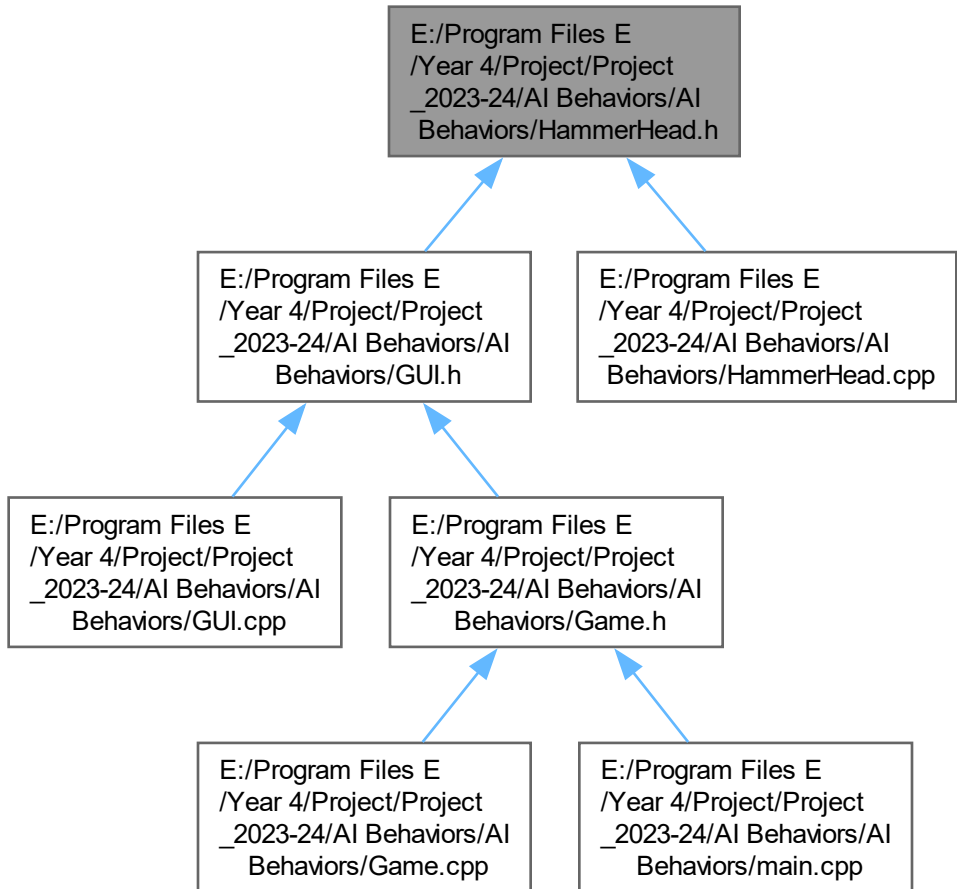 E:/Program Files E
/Year 4/Project/Project
_2023-24/AI Behaviors/AI
Behaviors/HammerHead.h
E:/Program Files E
/Year 4/Project/Project
_2023-24/AI Behaviors/AI
Behaviors/GUI.h
E:/Program Files E
/Year 4/Project/Project
_2023-24/AI Behaviors/AI
Behaviors/HammerHead.cpp
E:/Program Files E
/Year 4/Project/Project
_2023-24/AI Behaviors/AI
Behaviors/GUI.cpp
E:/Program Files E
/Year 4/Project/Project
_2023-24/AI Behaviors/AI
Behaviors/Game.h
E:/Program Files E
/Year 4/Project/Project
_2023-24/AI Behaviors/AI
Behaviors/Game.cpp
E:/Program Files E
/Year 4/Project/Project
_2023-24/AI Behaviors/AI
Behaviors/main.cpp